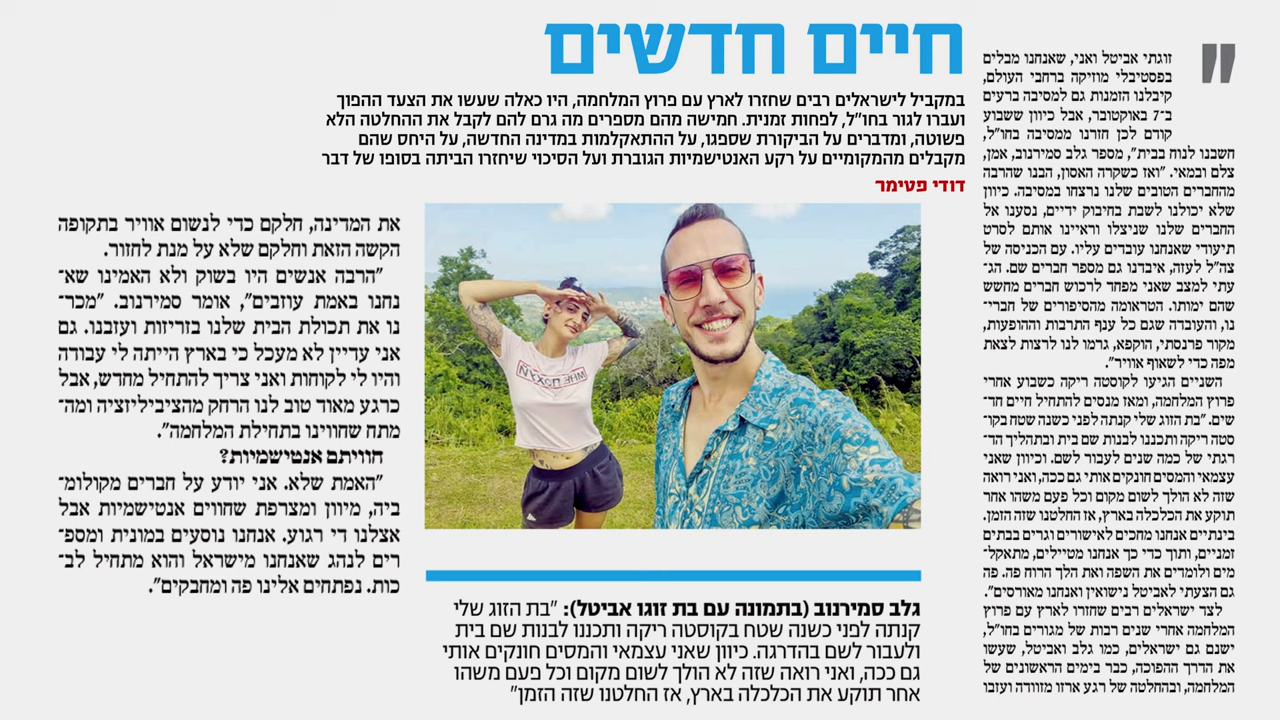 חיים חדשים
במקביל לישראלים רבים שחזרו לארץ עם פרוץ המלחמה, היו כאלה שעשו את הצעד ההפוך
ועברו לגור בחו"ל, לפחות זמנית. חמישה מהם מספרים מה גרם להם לקבל את ההחלטה הלא
פשוטה, ומדברים על הביקורת שספגו, על ההתאקלמות במדינה החדשה, על היחס שהם
מקבלים מהמקומיים על רקע האנטישמיות הגוברת ועל הסיכוי שיחזרו הביתה בסופו של דבר
דודי פטימר
"
זוגתי אביטל ואני, שאנחנו מבלים
בפסטיבלי מוזיקה ברחבי העולם,
קיבלנו הזמנות גם למסיבה ברעים
ב־7 באוקטובר, אבל כיוון ששבוע
קודם לכן חזרנו ממסיבה בחו"ל,
חשבנו לנוח בבית", מספר גלב סמירנוב, אמן,
צלם ובמאי. "ואז כשקרה האסון, הבנו שהרבה
מהחברים הטובים שלנו נרצחו במסיבה. כיוון
שלא יכולנו לשבת בחיבוק ידיים, נסענו אל
החברים שלנו שניצלו וראיינו אותם לסרט
תיעודי שאנחנו עובדים עליו. עם הכניסה של
צה"ל לעזה, איבדנו גם מספר חברים שם. הג־
עתי למצב שאני מפחד לרכוש חברים מחשש
שהם ימותו. הטראומה מהסיפורים של חברי־
נו, והעובדה שגם כל ענף התרבות וההופעות,
מקור פרנסתי, הוקפא, גרמו לנו לרצות לצאת
מפה כדי לשאוף אוויר".
השניים הגיעו לקוסטה ריקה כשבוע אחרי
פרוץ המלחמה, ומאז מנסים להתחיל חיים חד־
שים. "בת הזוג שלי קנתה לפני כשנה שטח בקו־
סטה ריקה ותכננו לבנות שם בית ובתהליך הד־
רגתי של כמה שנים לעבור לשם. וכיוון שאני
עצמאי והמסים חונקים אותי גם ככה, ואני רואה
שזה לא הולך לשום מקום וכל פעם משהו אחר
תוקע את הכלכלה בארץ, אז החלטנו שזה הזמן.
בינתיים אנחנו מחכים לאישורים וגרים בבתים
זמניים, ותוך כדי כך אנחנו מטיילים, מתאקל־
מים ולומדים את השפה ואת הלך הרוח פה. פה
גם הצעתי לאביטל נישואין ואנחנו מאורסים".
לצד ישראלים רבים שחזרו לארץ עם פרוץ
המלחמה אחרי שנים רבות של מגורים בחו"ל,
ישנם גם ישראלים, כמו גלב ואביטל, שעשו
את הדרך ההפוכה, כבר בימים הראשונים של
המלחמה, ובהחלטה של רגע ארזו מזוודה ועזבו
את המדינה, חלקם כדי לנשום אוויר בתקופה
הקשה הזאת וחלקם שלא על מנת לחזור.
"הרבה אנשים היו בשוק ולא האמינו שא־
נחנו באמת עוזבים", אומר סמירנוב. "מכר־
נו את תכולת הבית שלנו בזריזות ועזבנו. גם
אני עדיין לא מעכל כי בארץ הייתה לי עבודה
והיו לי לקוחות ואני צריך להתחיל מחדש, אבל
כרגע מאוד טוב לנו הרחק מהציביליזציה ומה־
מתח שחווינו בתחילת המלחמה".
חוויתם אנטישמיות?
"האמת שלא. אני יודע על חברים מקולומ־
ביה, מיוון ומצרפת שחווים אנטישמיות אבל
אצלנו די רגוע. אנחנו נוסעים במונית ומספ־
רים לנהג שאנחנו מישראל והוא מתחיל לב־
כות. נפתחים אלינו פה ומחבקים".
МНЕ ПОХУЙ
גלב סמירנוב (בתמונה עם בת זוגו אביטל): "בת הזוג שלי
קנתה לפני כשנה שטח בקוסטה ריקה ותכננו לבנות שם בית
ולעבור לשם בהדרגה. כיוון שאני עצמאי והמסים חונקים אותי
גם ככה, ואני רואה שזה לא הולך לשום מקום וכל פעם משהו
אחר תוקע את הכלכלה בארץ, אז החלטנו שזה הזמן"